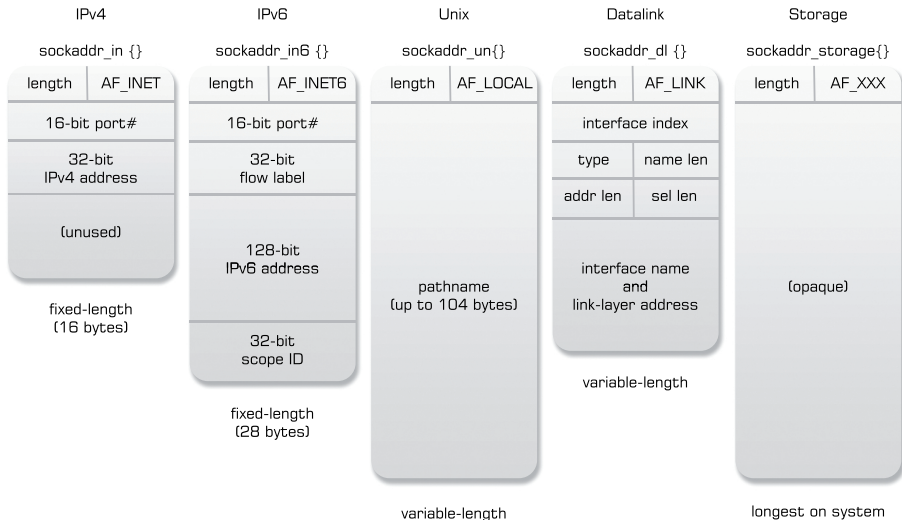 IPv4
sockaddr_in {}
length AF_INET
16-bit port#
32-bit
IPv4 address
(unused)
fixed-length
(16 bytes)
IPv6
sockaddr_in6 {}
length AF_INET6
16-bit port#
32-bit
flow label
128-bit
IPv6 address
32-bit
scope ID
fixed-length
(28 bytes)
Unix
sockaddr_un{}
length AF_LOCAL
pathname
(up to 104 bytes)
variable-length
Datalink
sockaddr_dl {}
length AF_LINK
interface index
type name len
addr len sel len
interface name
and
link-layer address
variable-length
Storage
sockaddr_storage{}
length AF_XXX
(opaque)
longest on system